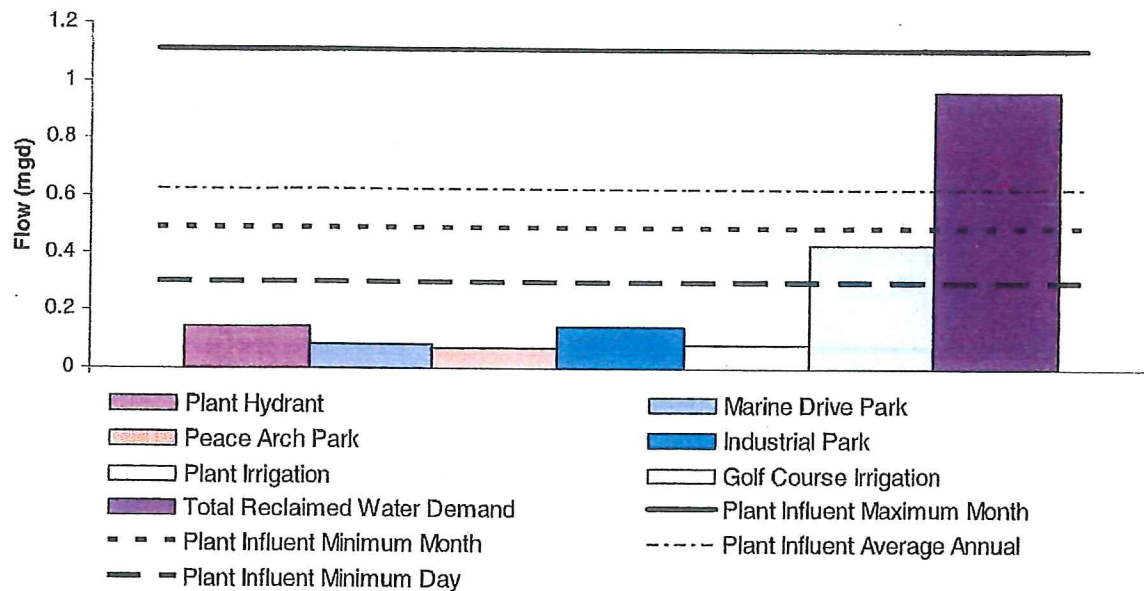 1.2
1
0.8
0.6
0.4
0.2
0
Flow (mgd)
Plant Hydrant
Marine Drive Park
Peace Arch Park
Industrial Park
Plant Irrigation
Golf Course Irrigation
Total Reclaimed Water Demand
Plant Influent Maximum Month
Plant Influent Minimum Month
Plant Influent Average Annual
Plant Influent Minimum Day